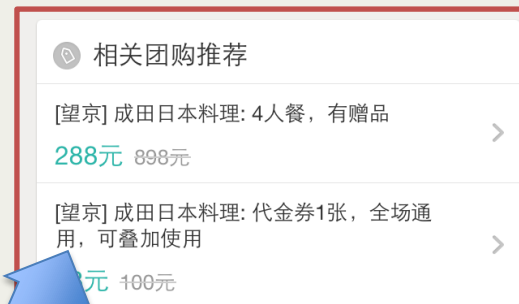 相关团购推荐
[望京] 成田日本料理: 4人餐，有赠品
288元 898元
[望京] 成田日本料理: 代金券1张，全场通
用，可叠加使用
元 100元